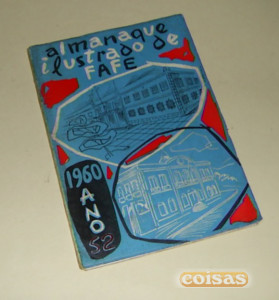 almanaque
ilustrado de
FAFE
1960
ANO
52
coisas